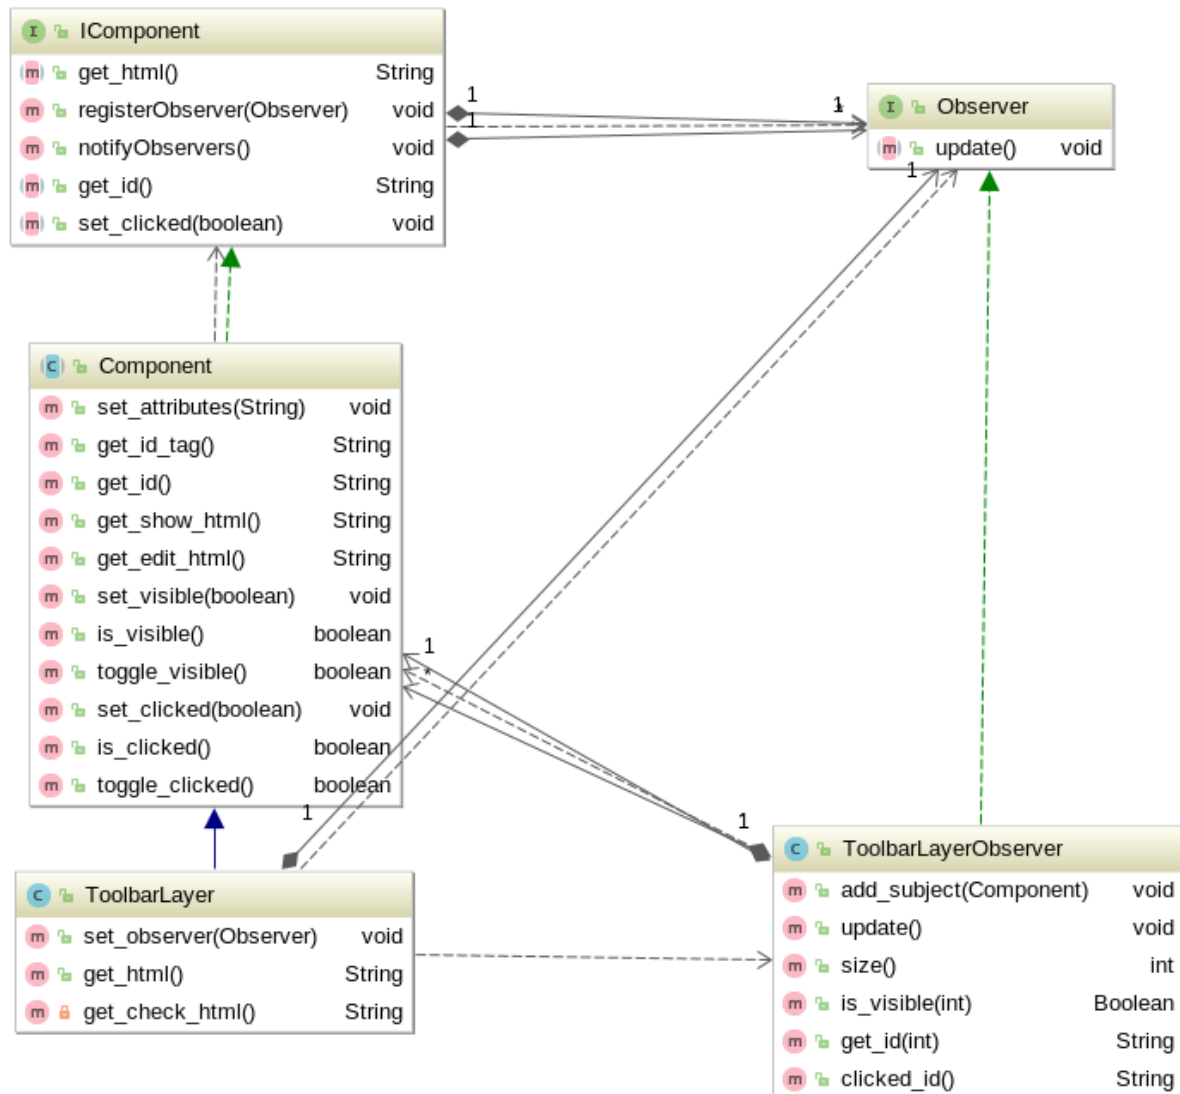 I IComponent
m get_html() String
m registerObserver(Observer) void
m notifyObservers() void
m get_id() String
m set_clicked(boolean) void
1
1
1
*
I Observer
m update() void
1
C Component
m set_attributes(String) void
m get_id_tag() String
m get_id() String
m get_show_html() String
m get_edit_html() String
m set_visible(boolean) void
m is_visible() boolean
m toggle_visible() boolean
m set_clicked(boolean) void
m is_clicked() boolean
m toggle_clicked() boolean
1
*
1
1
C ToolbarLayer
m set_observer(Observer) void
m get_html() String
m get_check_html() String
C ToolbarLayerObserver
m add_subject(Component) void
m update() void
m size() int
m is_visible(int) Boolean
m get_id(int) String
m clicked_id() String